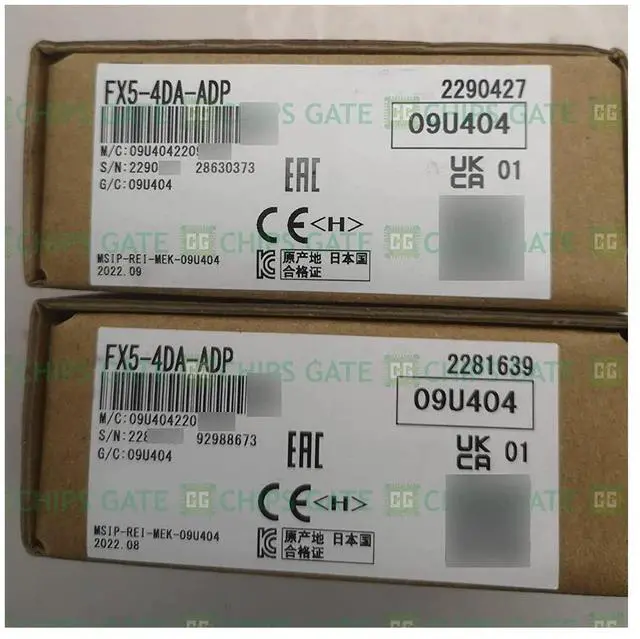 FX5-4DA-ADP
2290427
09U404
M/C:09U404220
S/N:2290 28630373
G/C:09U404
EAC
UK CA 01
CE <H>
MSIP-REI-MEK-09U404
2022.09
原产地 日本国
合格证
FX5-4DA-ADP
2281639
09U404
M/C:09U404220
S/N:228 92988673
G/C:09U404
EAC
UK CA 01
CE <H>
MSIP-REI-MEK-09U404
2022.08
原产地 日本国
合格证
CHIPS GATE